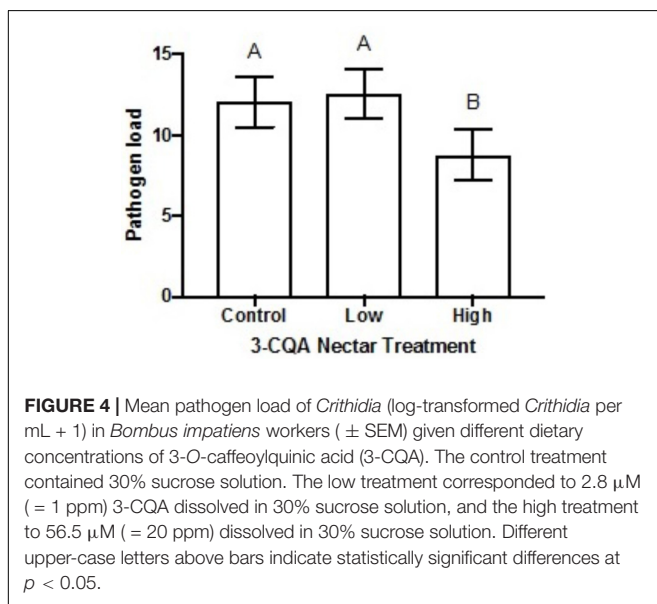 15
10
5
0
Pathogen load
A
A
B
Control
Low
High
3-CQA Nectar Treatment
FIGURE 4 | Mean pathogen load of Crithidia (log-transformed Crithidia per
mL + 1) in Bombus impatiens workers ( ± SEM) given different dietary
concentrations of 3-O-caffeoylquinic acid (3-CQA). The control treatment
contained 30% sucrose solution. The low treatment corresponded to 2.8 μM
( = 1 ppm) 3-CQA dissolved in 30% sucrose solution, and the high treatment
to 56.5 μM ( = 20 ppm) dissolved in 30% sucrose solution. Different
upper-case letters above bars indicate statistically significant differences at
p < 0.05.